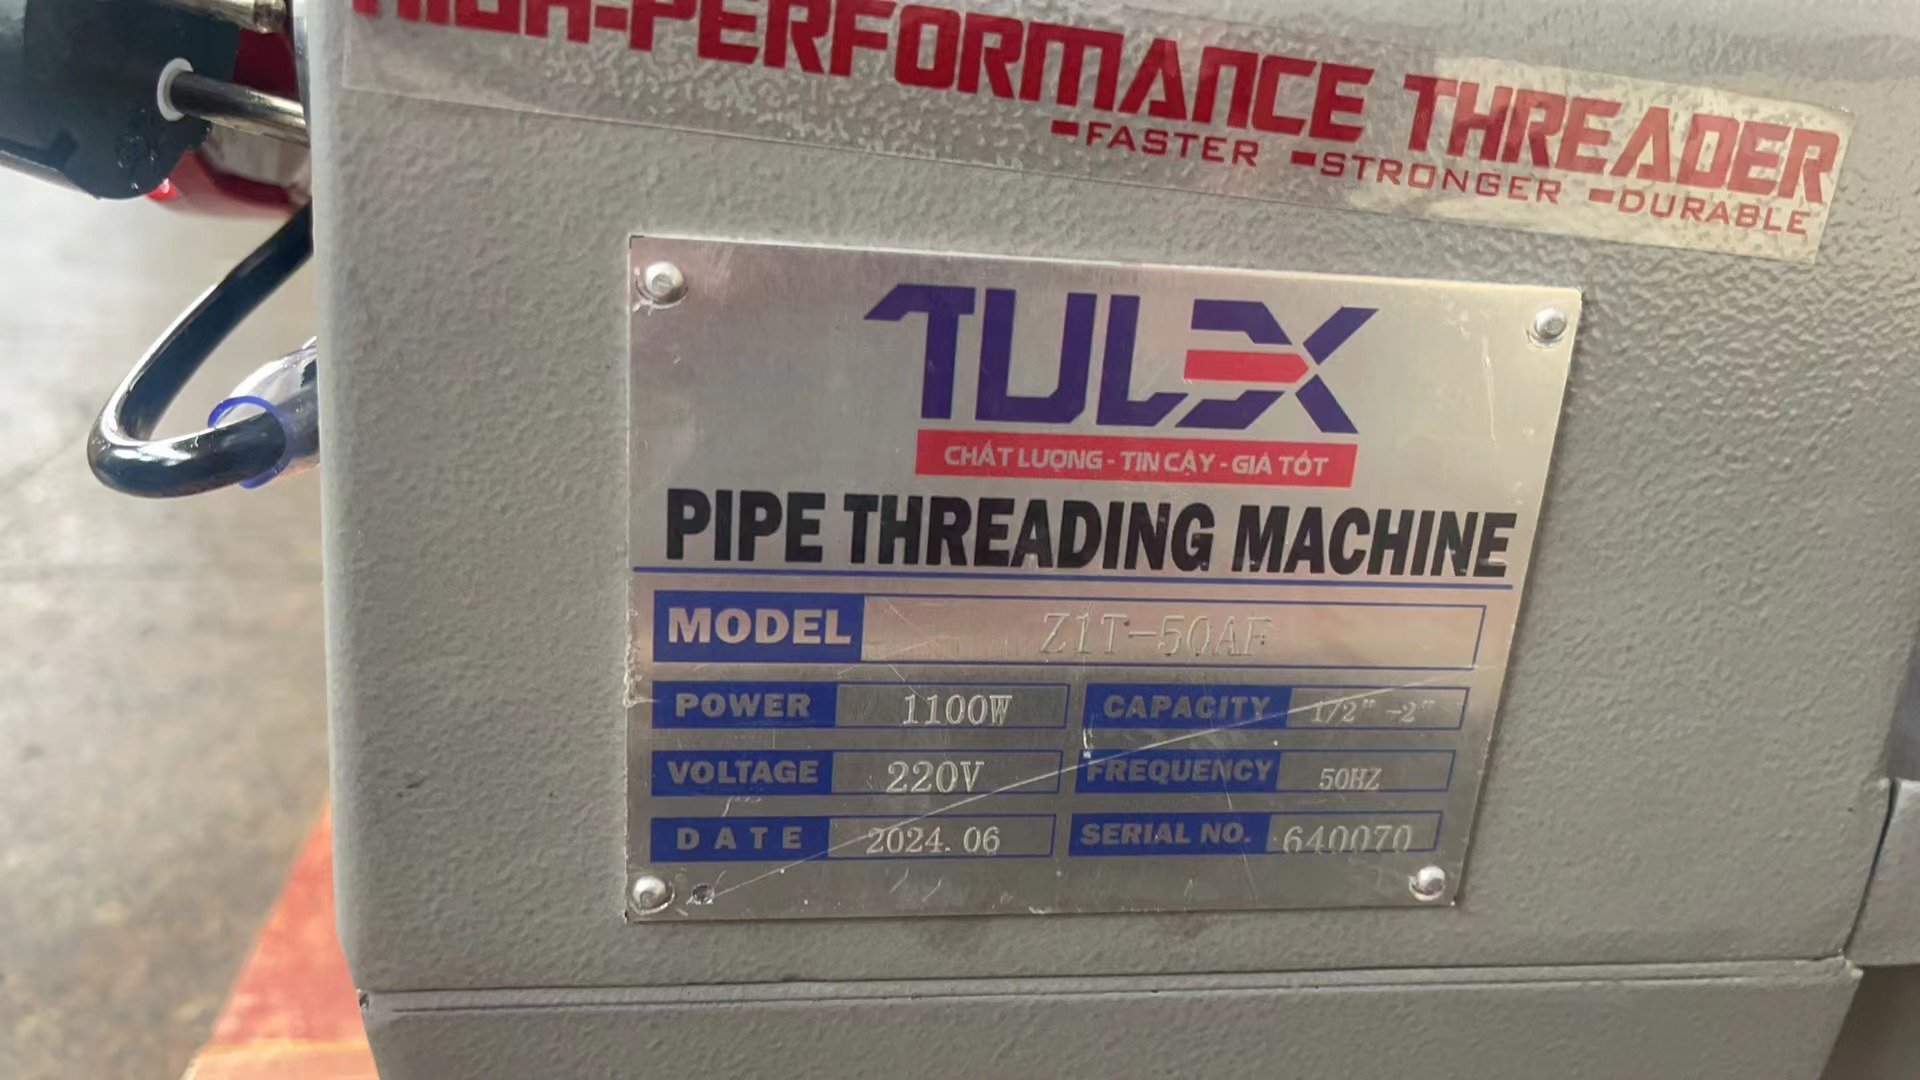 HIGH-PERFORMANCE THREADER
-FASTER -STRONGER -DURABLE
TULEX
CHẤT LƯỢNG - TIN CẬY - GIÁ TỐT
PIPE THREADING MACHINE
MODEL Z1T-50AF
POWER 1100W CAPACITY 1/2"-2"
VOLTAGE 220V FREQUENCY 50HZ
DATE 2024.06 SERIAL NO. 640070